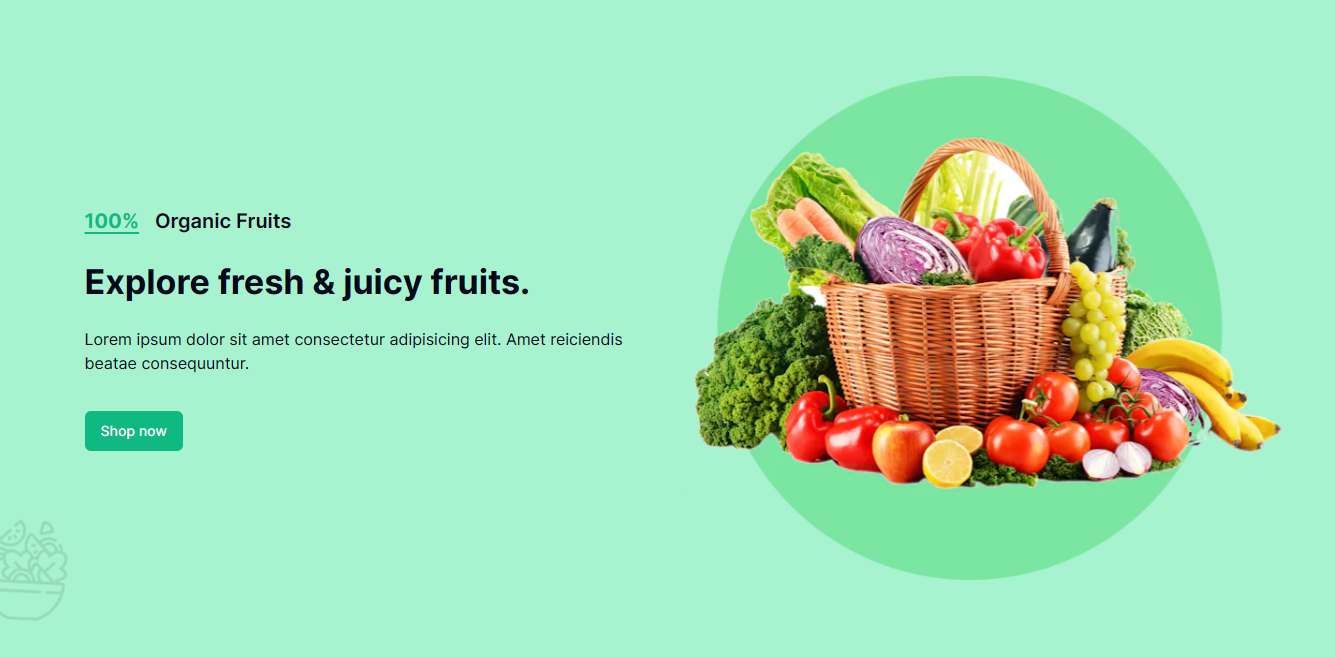 100% Organic Fruits
Explore fresh & juicy fruits.
Lorem ipsum dolor sit amet consectetur adipisicing elit. Amet reiciendis
beatae consequuntur.
Shop now